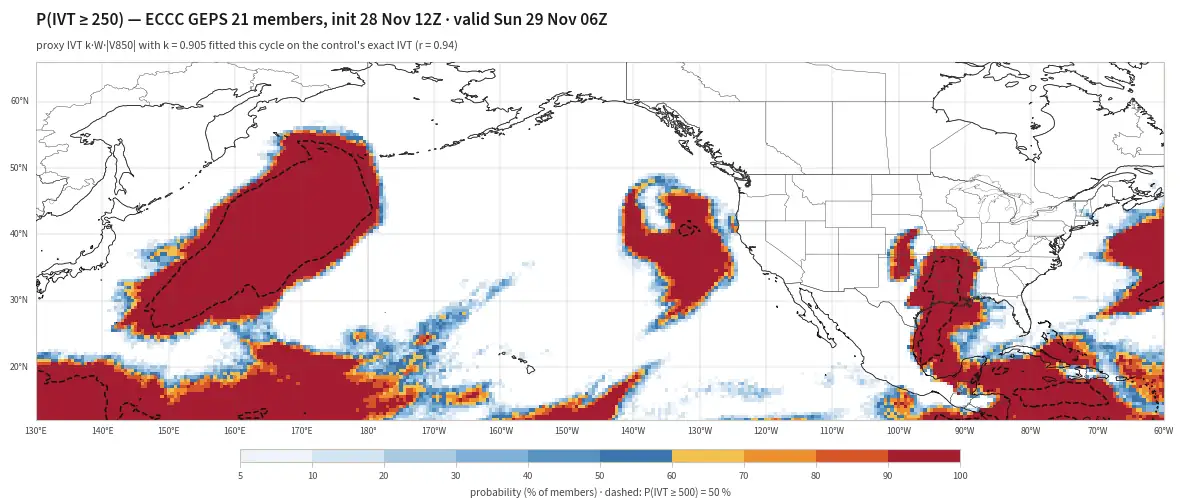 P(IVT ≥ 250) — ECCC GEPS 21 members, init 28 Nov 12Z · valid Sun 29 Nov 06Z
proxy IVT k·W·|V850| with k = 0.905 fitted this cycle on the control's exact IVT (r = 0.94)
60°N
50°N
40°N
30°N
20°N
130°E 140°E 150°E 160°E 170°E 180° 170°W 160°W 150°W 140°W 130°W 120°W 110°W 100°W 90°W 80°W 70°W 60°W
5 10 20 30 40 50 60 70 80 90 100
probability (% of members) · dashed: P(IVT ≥ 500) = 50 %